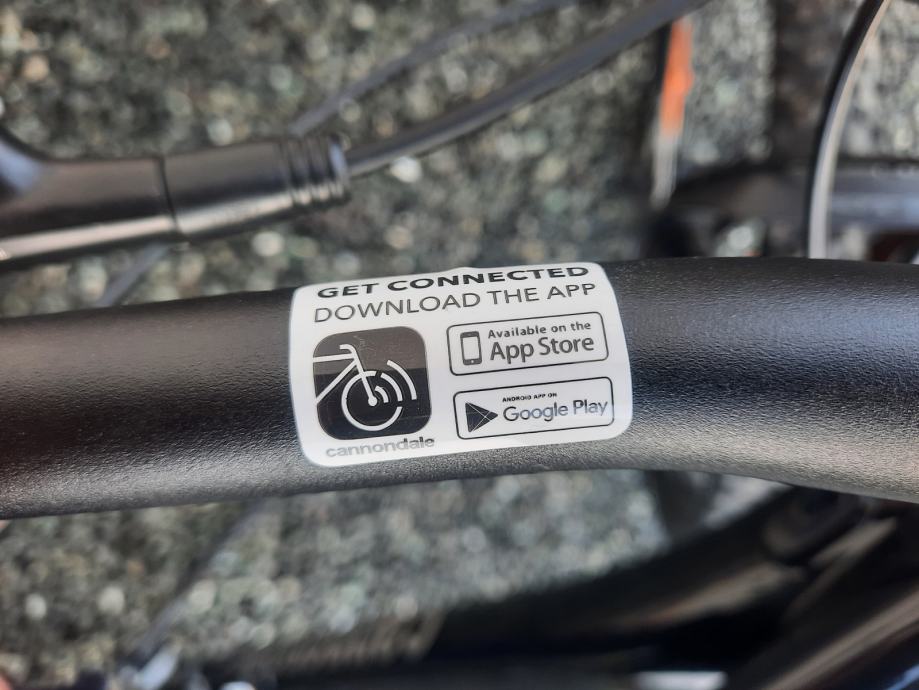 GET CONNECTED
DOWNLOAD THE APP
Available on the
App Store
ANDROID APP ON
Google Play
cannondale